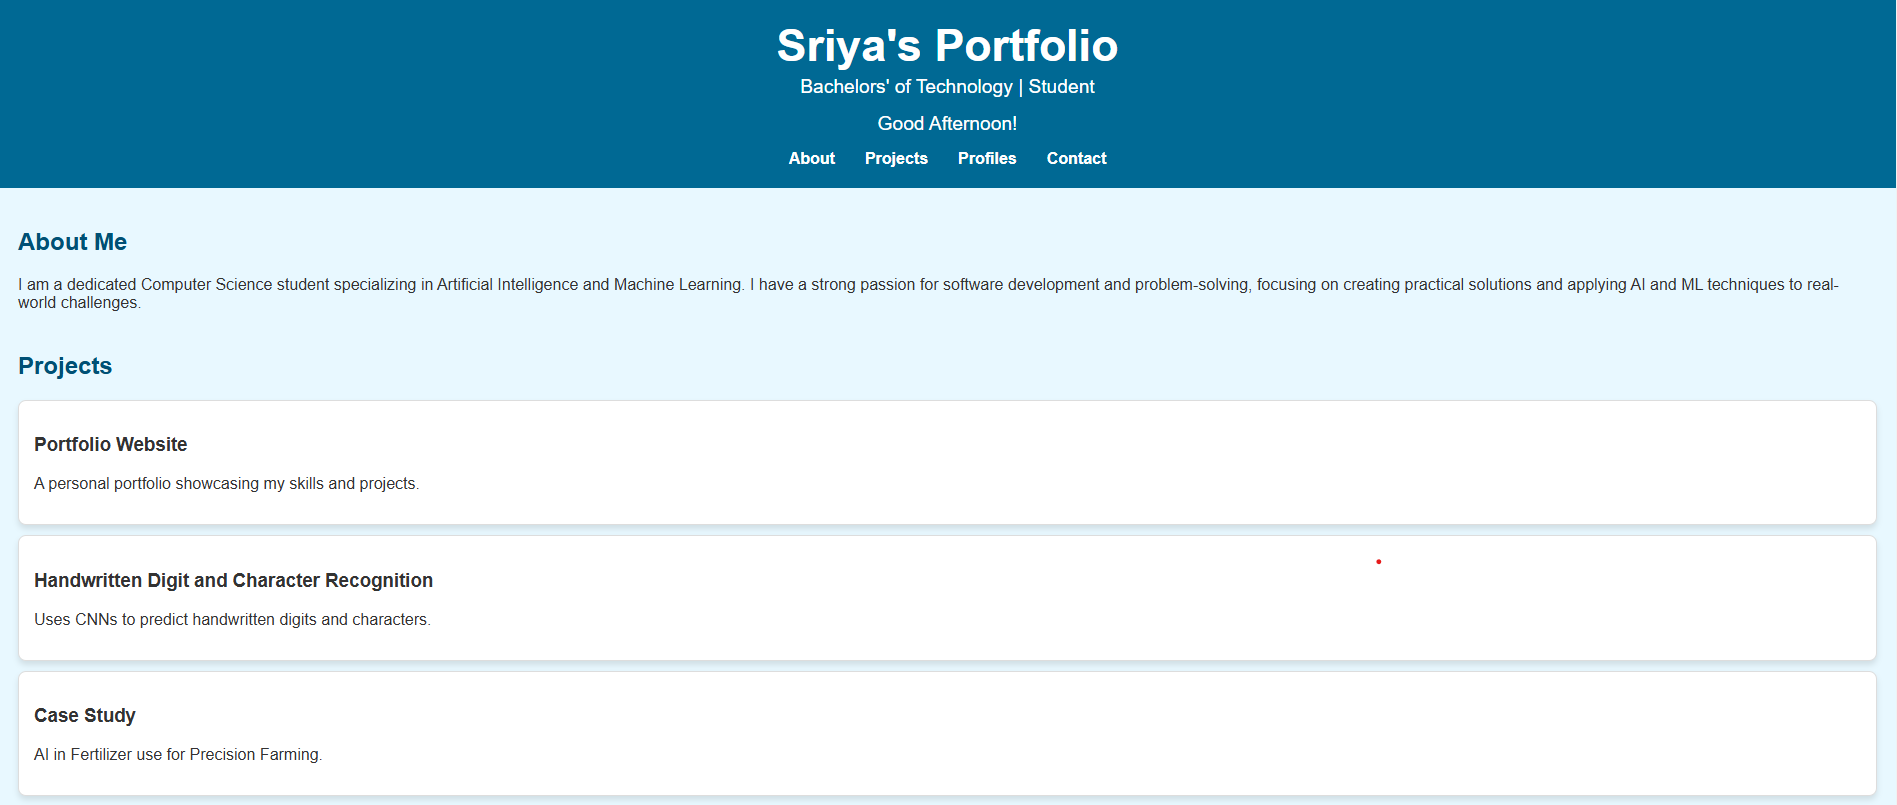 Sriya's Portfolio
Bachelors' of Technology | Student
Good Afternoon!
About Projects Profiles Contact
About Me
I am a dedicated Computer Science student specializing in Artificial Intelligence and Machine Learning. I have a strong passion for software development and problem-solving, focusing on creating practical solutions and applying AI and ML techniques to real-
world challenges.
Projects
Portfolio Website
A personal portfolio showcasing my skills and projects.
Handwritten Digit and Character Recognition
Uses CNNs to predict handwritten digits and characters.
Case Study
AI in Fertilizer use for Precision Farming.